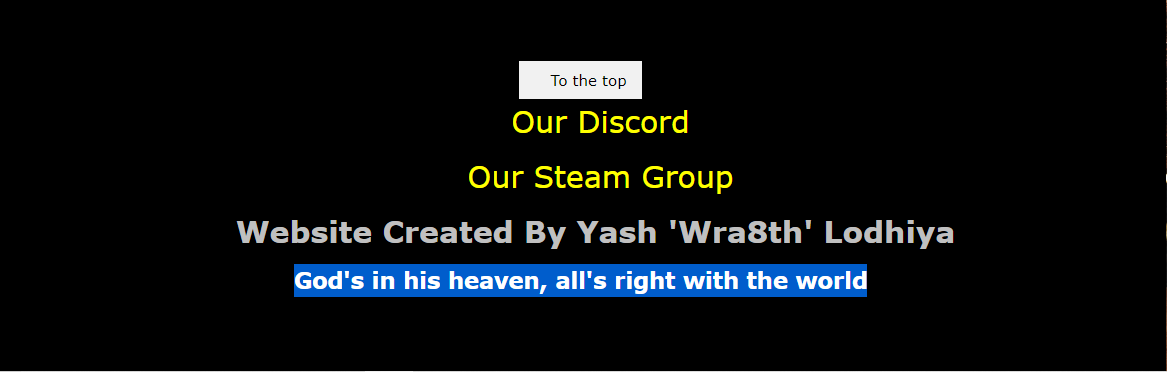 To the top
Our Discord
Our Steam Group
Website Created By Yash 'Wra8th' Lodhiya
God's in his heaven, all's right with the world